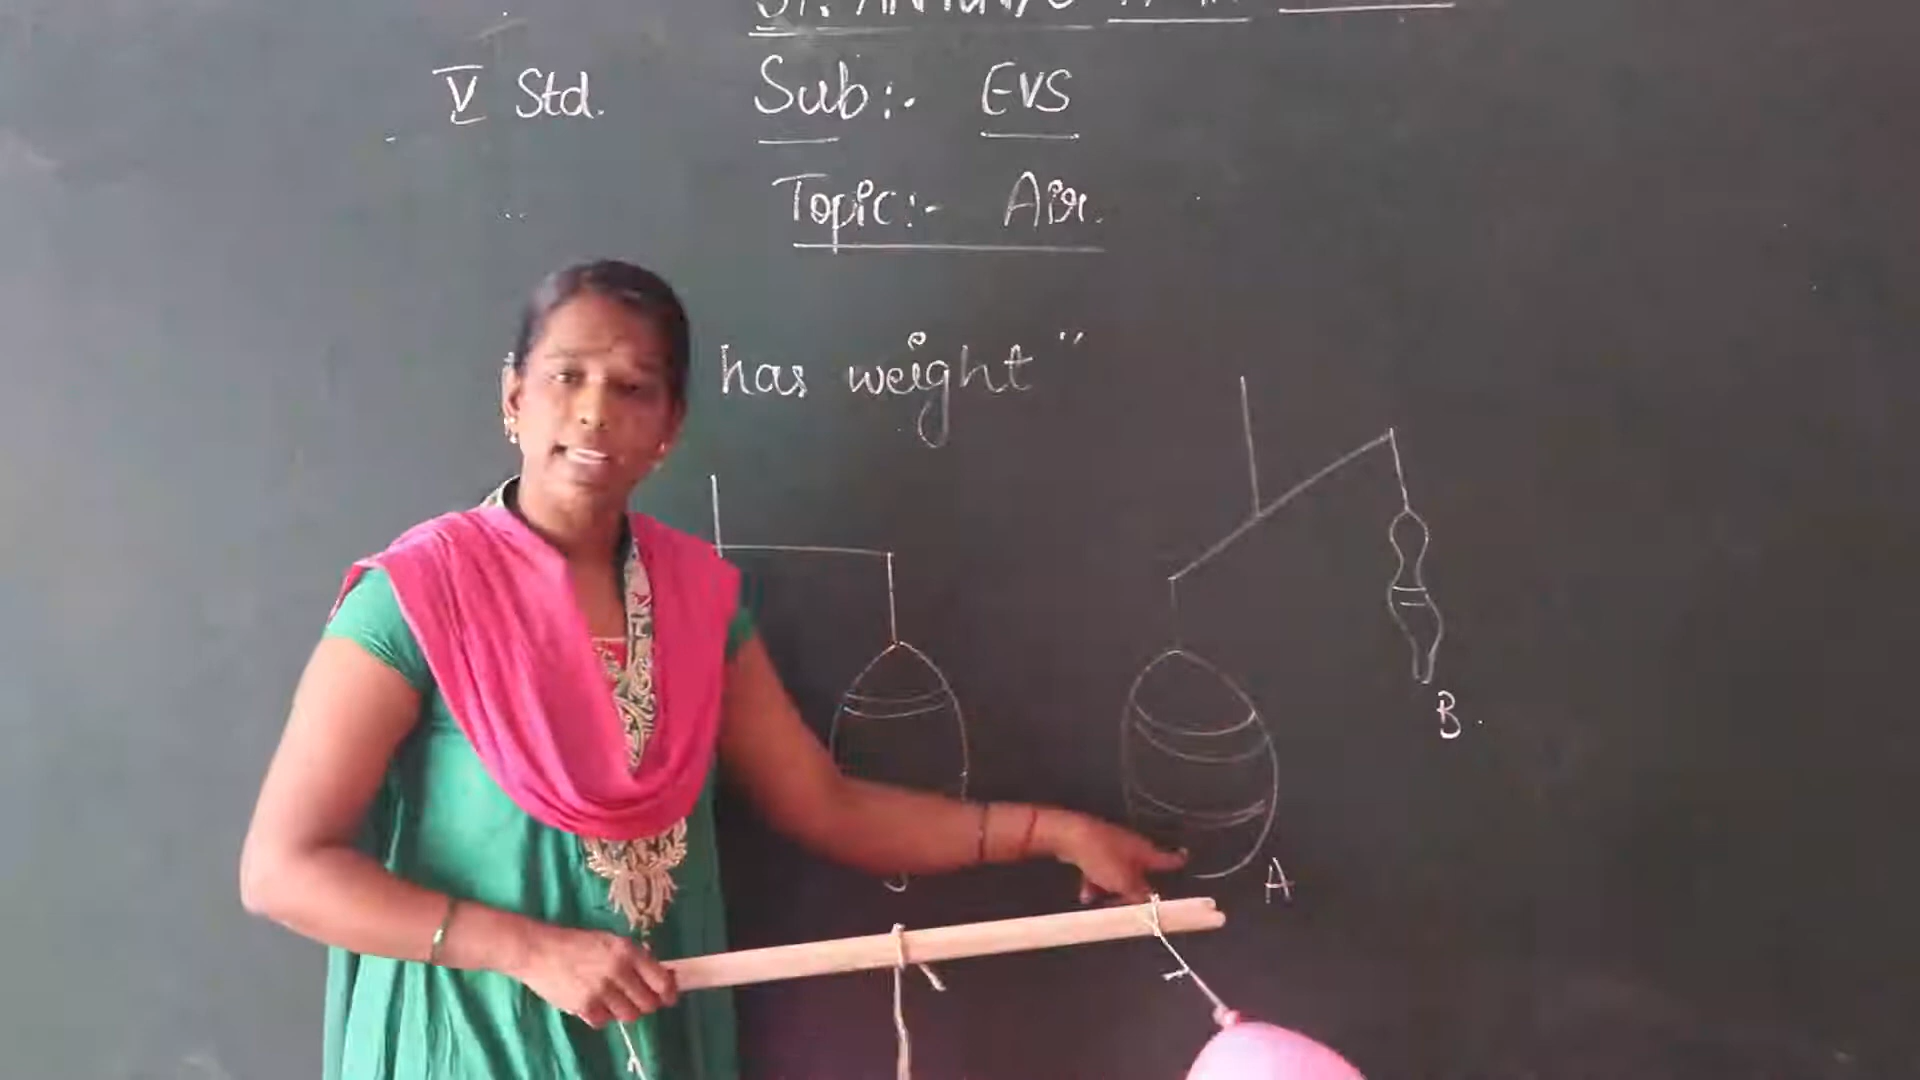 V Std.
Sub:- EVS
Topic:- Air.
has weight"
B.
A